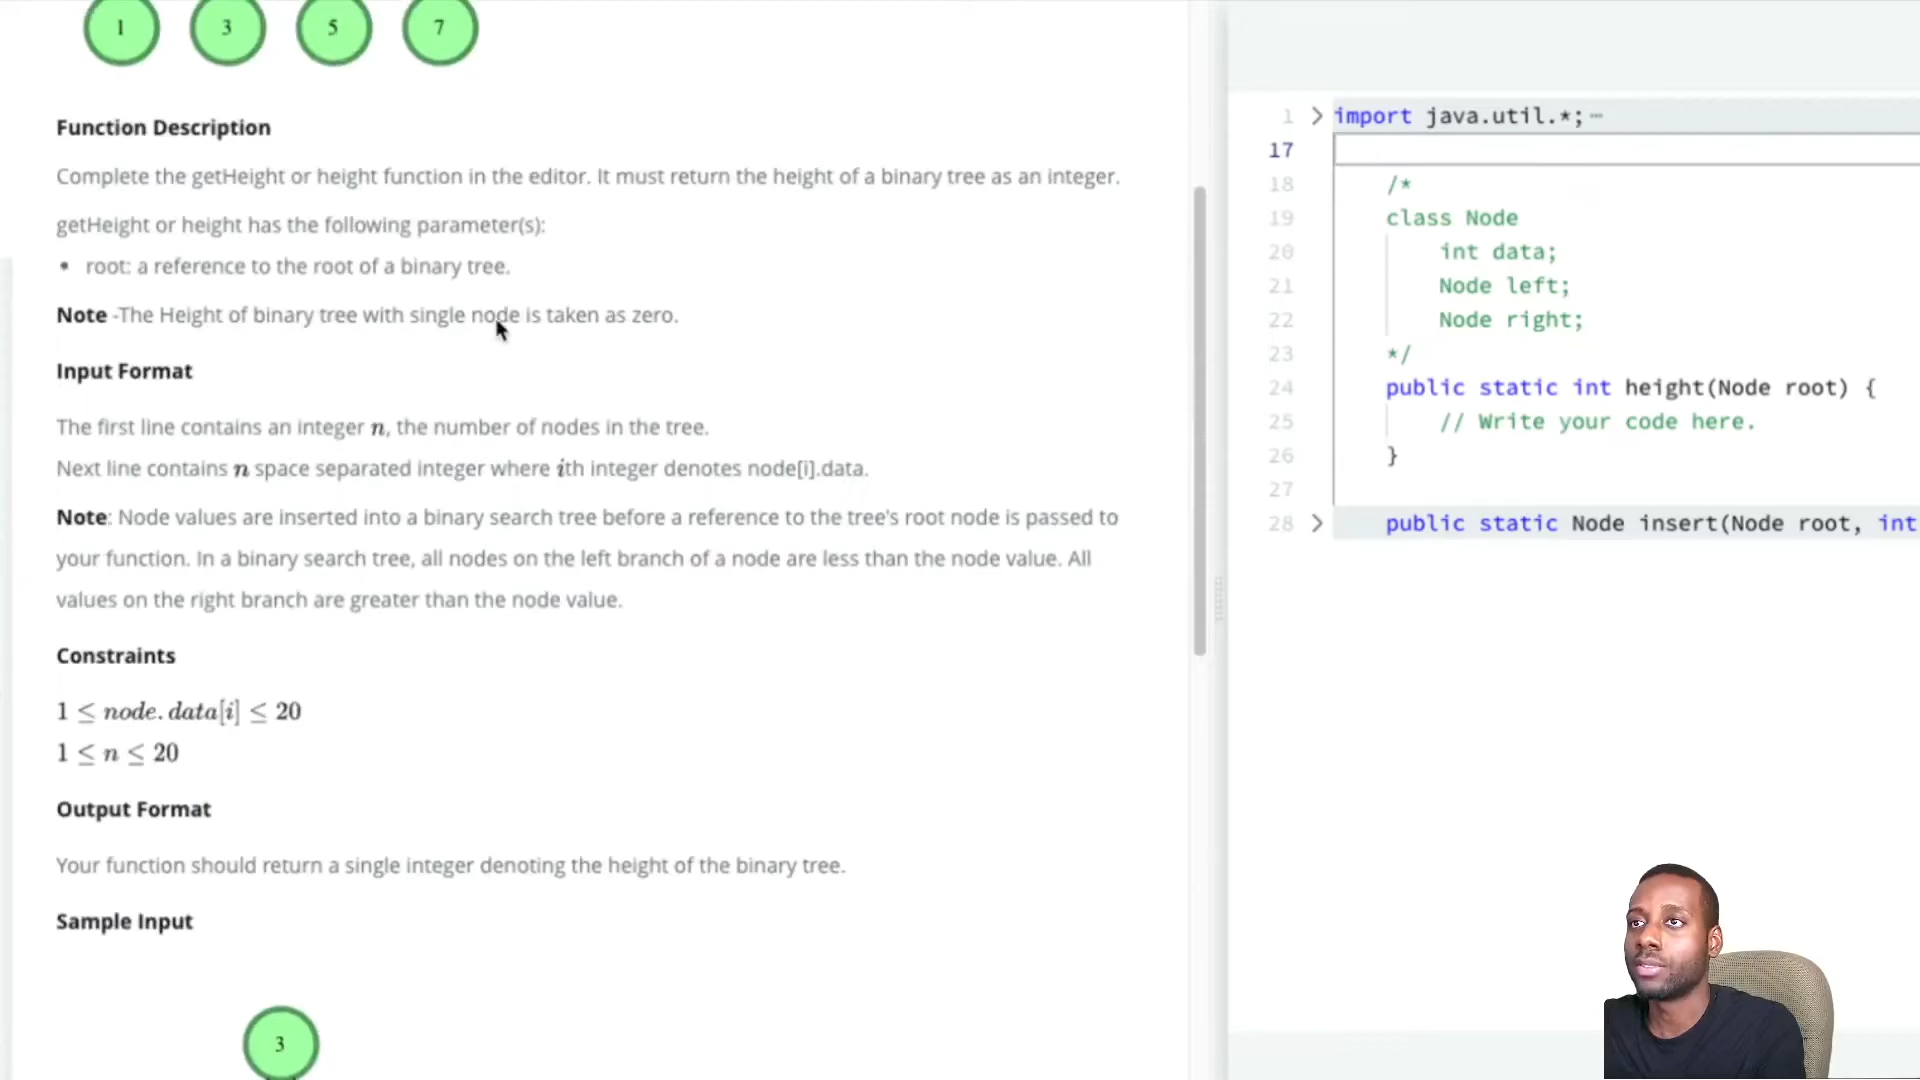 1 3 5 7
Function Description
Complete the getHeight or height function in the editor. It must return the height of a binary tree as an integer.
getHeight or height has the following parameter(s):
• root: a reference to the root of a binary tree.
Note -The Height of binary tree with single node is taken as zero.
Input Format
The first line contains an integer n, the number of nodes in the tree.
Next line contains n space separated integer where ith integer denotes node[i].data.
Note: Node values are inserted into a binary search tree before a reference to the tree's root node is passed to
your function. In a binary search tree, all nodes on the left branch of a node are less than the node value. All
values on the right branch are greater than the node value.
Constraints
1 ≤ node.data[i] ≤ 20
1 ≤ n ≤ 20
Output Format
Your function should return a single integer denoting the height of the binary tree.
Sample Input
3
1 import java.util.*;
17
18 /*
19 class Node
20 int data;
21 Node left;
22 Node right;
23 */
24 public static int height(Node root) {
25 // Write your code here.
26 }
27
28 public static Node insert(Node root, int